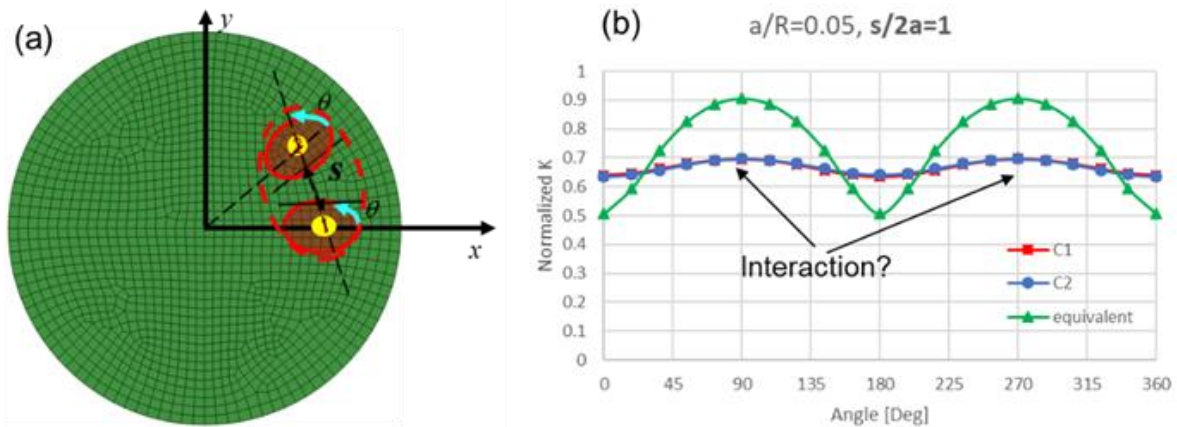 (a)
y
θ
s
θ
x
(b)
a/R=0.05, s/2a=1
Normalized K
1
0.9
0.8
0.7
0.6
0.5
0.4
0.3
0.2
0.1
0
Interaction?
C1
C2
equivalent
0 45 90 135 180 225 270 315 360
Angle [Deg]